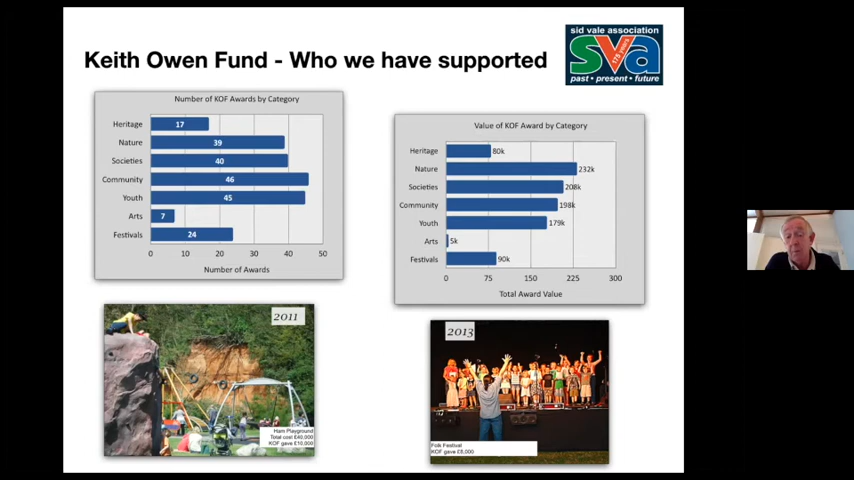 Keith Owen Fund - Who we have supported
sid vale association
sva
175 years
past • present • future
Number of KOF Awards by Category
Heritage
17
Nature
39
Societies
40
Community
46
Youth
45
Arts
7
Festivals
24
0 10 20 30 40 50
Number of Awards
Value of KOF Award by Category
Heritage
80k
Nature
232k
Societies
208k
Community
198k
Youth
179k
Arts
5k
Festivals
90k
0 75 150 225 300
Total Award Value
2011
Ham Playground
Total cost £40,000
KOF gave £10,000
2013
Folk Festival
KOF gave £6,000